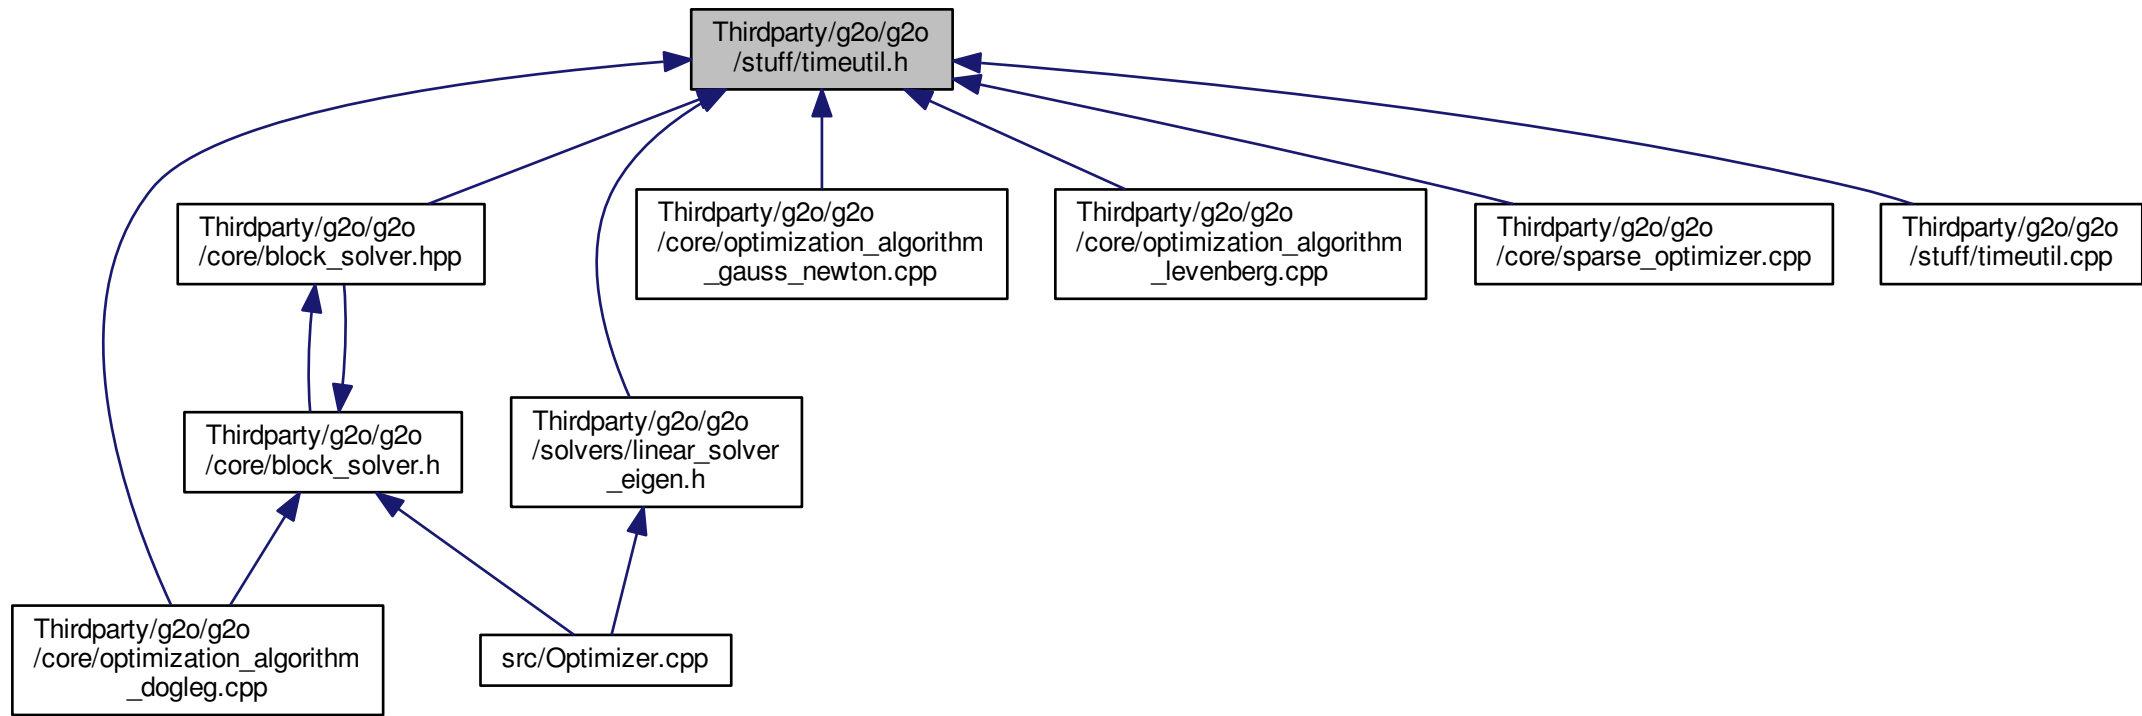 Thirdparty/g2o/g2o
/stuff/timeutil.h
Thirdparty/g2o/g2o
/core/block_solver.hpp
Thirdparty/g2o/g2o
/core/optimization_algorithm
_gauss_newton.cpp
Thirdparty/g2o/g2o
/core/optimization_algorithm
_levenberg.cpp
Thirdparty/g2o/g2o
/core/sparse_optimizer.cpp
Thirdparty/g2o/g2o
/stuff/timeutil.cpp
Thirdparty/g2o/g2o
/core/block_solver.h
Thirdparty/g2o/g2o
/solvers/linear_solver
_eigen.h
Thirdparty/g2o/g2o
/core/optimization_algorithm
_dogleg.cpp
src/Optimizer.cpp